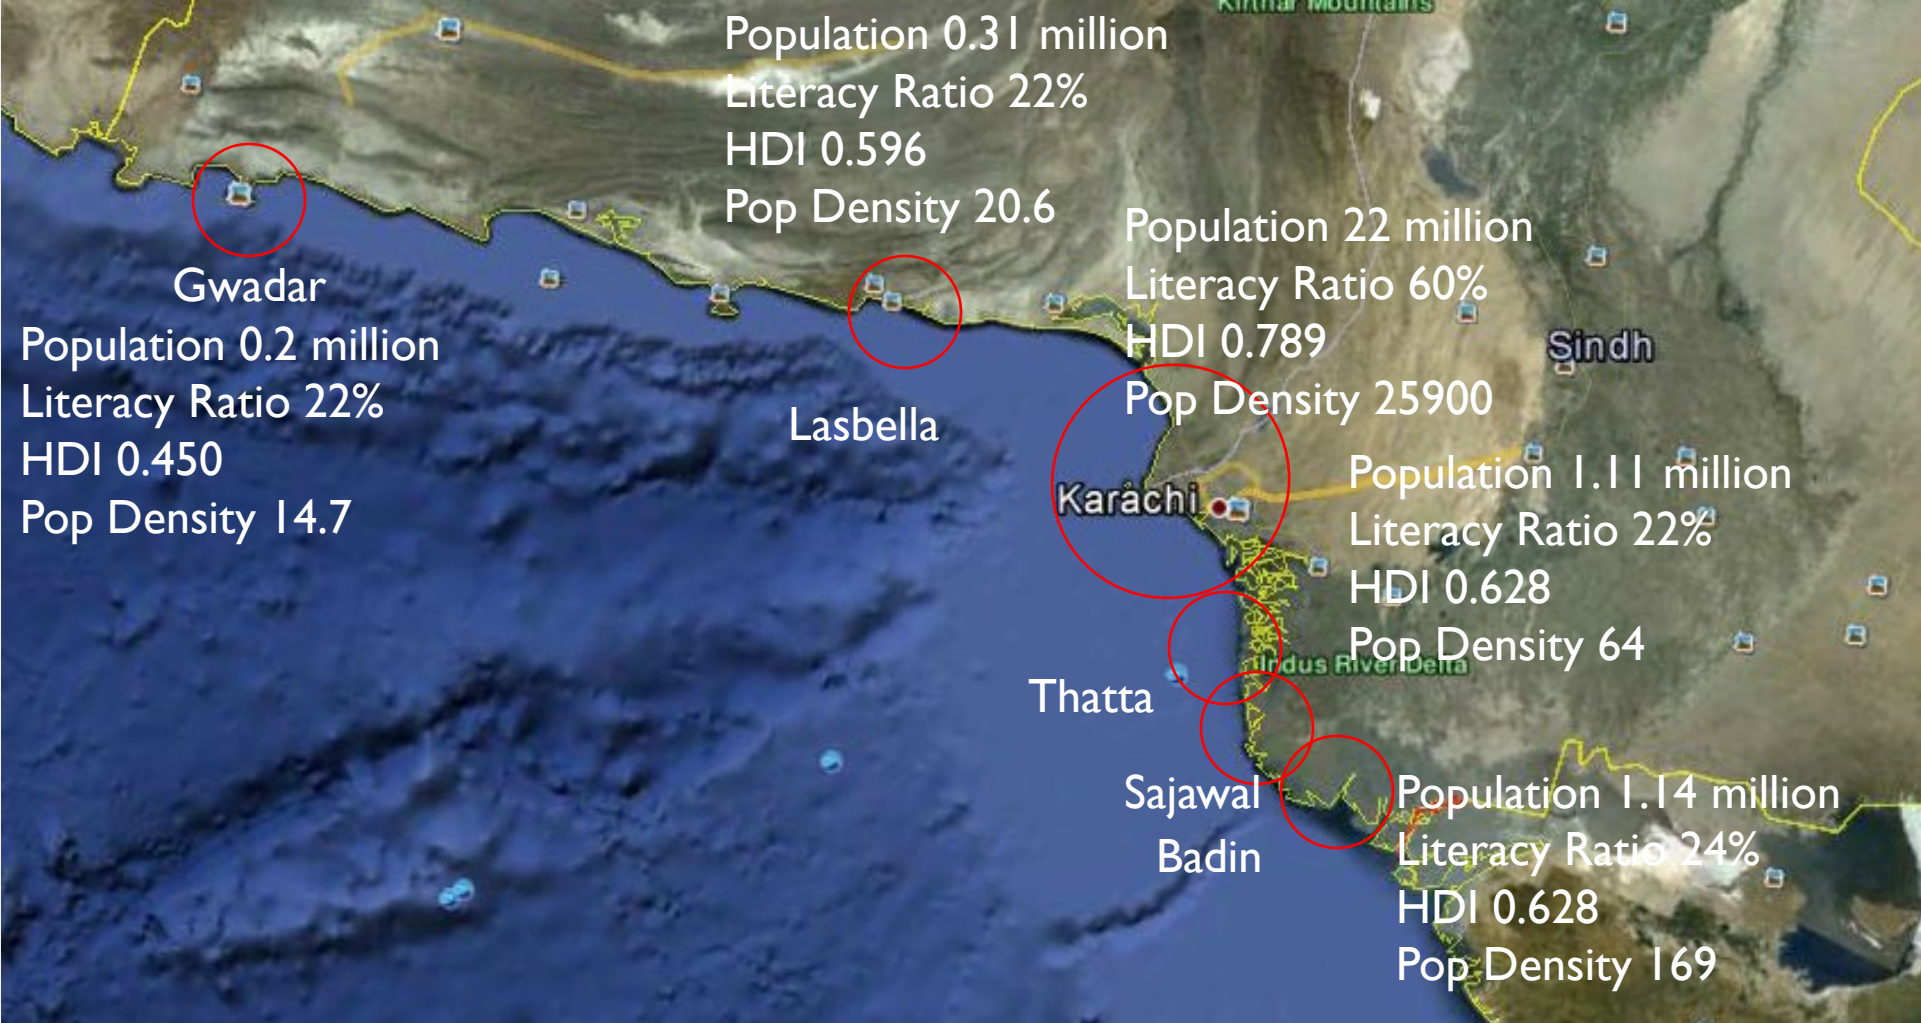 Kirthar Mountains
Population 0.31 million
Literacy Ratio 22%
HDI 0.596
Pop Density 20.6
Gwadar
Population 0.2 million
Literacy Ratio 22%
HDI 0.450
Pop Density 14.7
Lasbella
Population 22 million
Literacy Ratio 60%
HDI 0.789
Pop Density 25900
Sindh
Karachi
Population 1.11 million
Literacy Ratio 22%
HDI 0.628
Pop Density 64
Indus River Delta
Thatta
Sajawal
Badin
Population 1.14 million
Literacy Ratio 24%
HDI 0.628
Pop Density 169